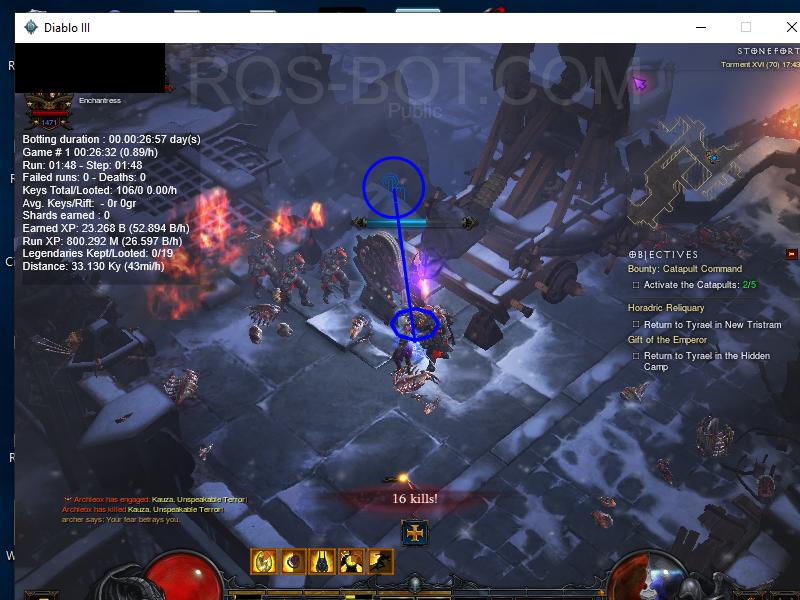 Diablo III
ROS-BOT.COM
Public
STONEFORT
Torment XVI (70) 17:43
Enchantress
1471
Botting duration : 00.00:26:57 day(s)
Game # 1 00:26:32 (0.89/h)
Run: 01:48 - Step: 01:48
Failed runs: 0 - Deaths: 0
Keys Total/Looted: 106/0 0.00/h
Avg. Keys/Rift: - 0r 0gr
Shards earned : 0
Earned XP: 23.268 B (52.894 B/h)
Run XP: 800.292 M (26.597 B/h)
Legendaries Kept/Looted: 0/19
Distance: 33.130 Ky (43mi/h)
OBJECTIVES
Bounty: Catapult Command
Activate the Catapults: 2/5
Horadric Reliquary
Return to Tyrael in New Tristram
Gift of the Emperor
Return to Tyrael in the Hidden
Camp
16 kills!
Archleox has engaged: Kauza, Unspeakable Terror!
Archleox has killed Kauza, Unspeakable Terror!
archer says: Your fear betrays you.